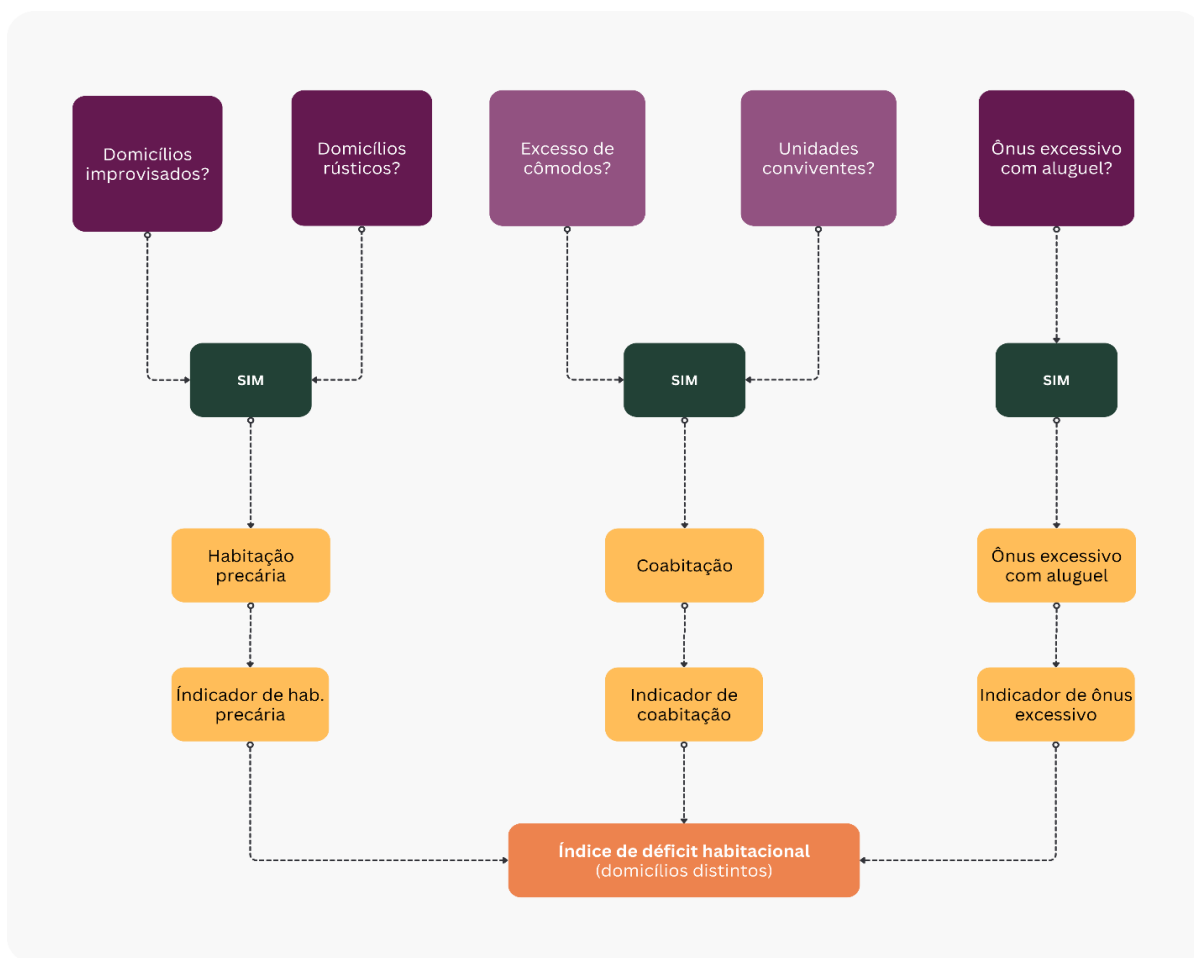 Domicílios
improvisados?
Domicílios
rústicos?
Excesso de
cômodos?
Unidades
conviventes?
Ônus excessivo
com aluguel?
SIM
SIM
SIM
Habitação
precária
Coabitação
Ônus excessivo
com aluguel
Índicador de hab.
precária
Indicador de
coabitação
Indicador de ônus
excessivo
Índice de déficit habitacional
(domicílios distintos)